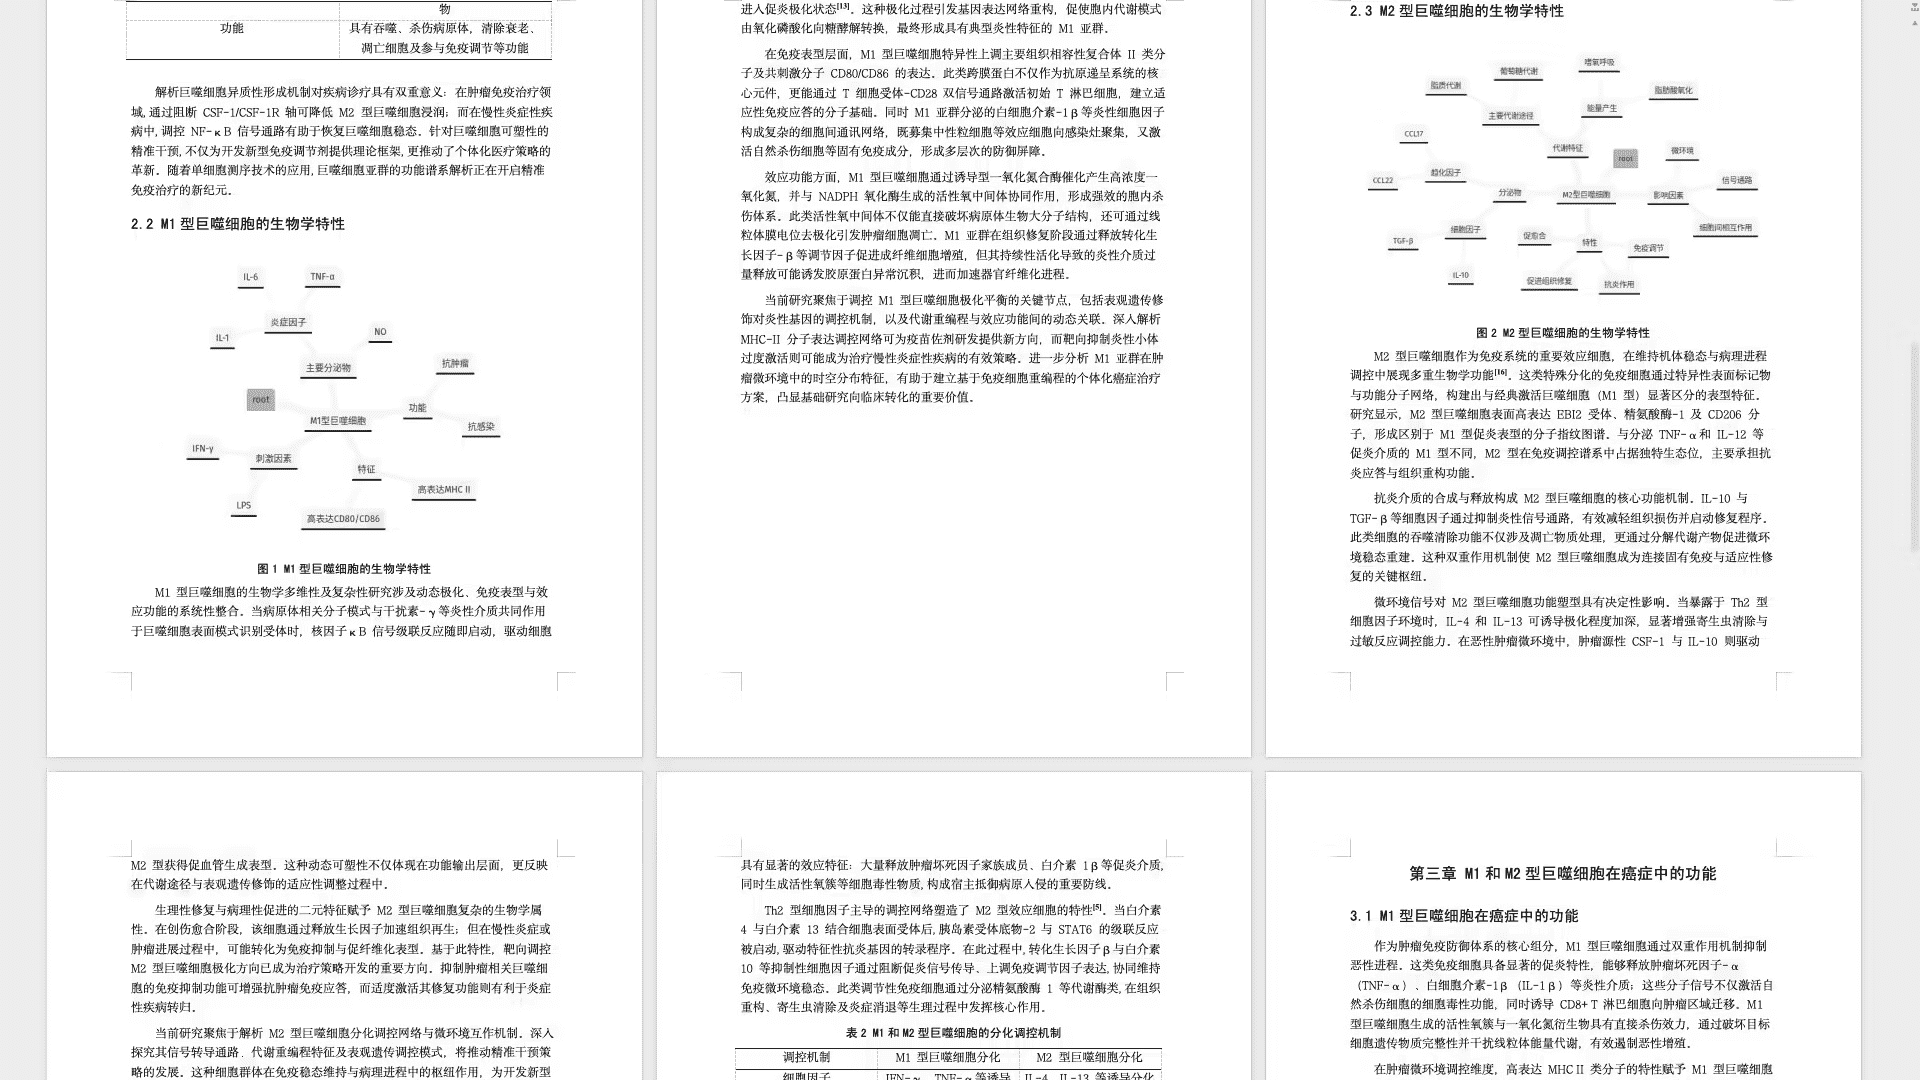 物
功能
具有吞噬、杀伤病原体，清除衰老、
凋亡细胞及参与免疫调节等功能
解析巨噬细胞异质性形成机制对疾病诊疗具有双重意义：在肿瘤免疫治疗领
域,通过阻断 CSF-1/CSF-1R 轴可降低 M2 型巨噬细胞浸润；而在慢性炎症性疾
病中,调控 NF-κB 信号通路有助于恢复巨噬细胞稳态。针对巨噬细胞可塑性的
精准干预,不仅为开发新型免疫调节剂提供理论框架,更推动了个体化医疗策略的
革新。随着单细胞测序技术的应用,巨噬细胞亚群的功能谱系解析正在开启精准
免疫治疗的新纪元。
2.2 M1 型巨噬细胞的生物学特性
IL-6
TNF-α
炎症因子
IL-1
NO
主要分泌物
抗肿瘤
root
功能
M1型巨噬细胞
抗感染
IFN-γ
刺激因素
特征
高表达MHC II
LPS
高表达CD80/CD86
图 1 M1 型巨噬细胞的生物学特性
M1 型巨噬细胞的生物学多维性及复杂性研究涉及动态极化、免疫表型与效
应功能的系统性整合。当病原体相关分子模式与干扰素-γ等炎性介质共同作用
于巨噬细胞表面模式识别受体时，核因子κB 信号级联反应随即启动，驱动细胞
进入促炎极化状态[13]。这种极化过程引发基因表达网络重构，促使胞内代谢模式
由氧化磷酸化向糖酵解转换，最终形成具有典型炎性特征的 M1 亚群。
在免疫表型层面，M1 型巨噬细胞特异性上调主要组织相容性复合体 II 类分
子及共刺激分子 CD80/CD86 的表达。此类跨膜蛋白不仅作为抗原递呈系统的核
心元件，更能通过 T 细胞受体-CD28 双信号通路激活初始 T 淋巴细胞，建立适
应性免疫应答的分子基础。同时 M1 亚群分泌的白细胞介素-1β等炎性细胞因子
构成复杂的细胞间通讯网络，既募集中性粒细胞等效应细胞向感染灶聚集，又激
活自然杀伤细胞等固有免疫成分，形成多层次的防御屏障。
效应功能方面，M1 型巨噬细胞通过诱导型一氧化氮合酶催化产生高浓度一
氧化氮，并与 NADPH 氧化酶生成的活性氧中间体协同作用，形成强效的胞内杀
伤体系。此类活性氧中间体不仅能直接破坏病原体生物大分子结构，还可通过线
粒体膜电位去极化引发肿瘤细胞凋亡。M1 亚群在组织修复阶段通过释放转化生
长因子-β等调节因子促进成纤维细胞增殖，但其持续性活化导致的炎性介质过
量释放可能诱发胶原蛋白异常沉积，进而加速器官纤维化进程。
当前研究聚焦于调控 M1 型巨噬细胞极化平衡的关键节点，包括表观遗传修
饰对炎性基因的调控机制，以及代谢重编程与效应功能间的动态关联。深入解析
MHC-II 分子表达调控网络可为疫苗佐剂研发提供新方向，而靶向抑制炎性小体
过度激活则可能成为治疗慢性炎症性疾病的有效策略。进一步分析 M1 亚群在肿
瘤微环境中的时空分布特征，有助于建立基于免疫细胞重编程的个体化癌症治疗
方案，凸显基础研究向临床转化的重要价值。
2.3 M2 型巨噬细胞的生物学特性
嗜氧呼吸
葡萄糖代谢
脂质代谢
脂肪酸氧化
能量产生
主要代谢途径
CCL17
代谢特征
root
微环境
趋化因子
CCL22
信号通路
分泌物
M2型巨噬细胞
影响因素
细胞因子
细胞间相互作用
TGF-β
促愈合
特性
免疫调节
IL-10
促进组织修复
抗炎作用
图 2 M2 型巨噬细胞的生物学特性
M2 型巨噬细胞作为免疫系统的重要效应细胞，在维持机体稳态与病理进程
调控中展现多重生物学功能[16]。这类特殊分化的免疫细胞通过特异性表面标记物
与功能分子网络，构建出与经典激活巨噬细胞（M1 型）显著区分的表型特征。
研究显示，M2 型巨噬细胞表面高表达 EBI2 受体、精氨酸酶-1 及 CD206 分
子，形成区别于 M1 型促炎表型的分子指纹图谱。与分泌 TNF-α和 IL-12 等
促炎介质的 M1 型不同，M2 型在免疫调控谱系中占据独特生态位，主要承担抗
炎应答与组织重构功能。
抗炎介质的合成与释放构成 M2 型巨噬细胞的核心功能机制。IL-10 与
TGF-β等细胞因子通过抑制炎性信号通路，有效减轻组织损伤并启动修复程序。
此类细胞的吞噬清除功能不仅涉及凋亡物质处理，更通过分解代谢产物促进微环
境稳态重建。这种双重作用机制使 M2 型巨噬细胞成为连接固有免疫与适应性修
复的关键枢纽。
微环境信号对 M2 型巨噬细胞功能塑型具有决定性影响。当暴露于 Th2 型
细胞因子环境时，IL-4 和 IL-13 可诱导极化程度加深，显著增强寄生虫清除与
过敏反应调控能力。在恶性肿瘤微环境中，肿瘤源性 CSF-1 与 IL-10 则驱动
M2 型获得促血管生成表型。这种动态可塑性不仅体现在功能输出层面，更反映
在代谢途径与表观遗传修饰的适应性调整过程中。
生理性修复与病理性促进的二元特征赋予 M2 型巨噬细胞复杂的生物学属
性。在创伤愈合阶段，该细胞通过释放生长因子加速组织再生；但在慢性炎症或
肿瘤进展过程中，可能转化为免疫抑制与促纤维化表型。基于此特性，靶向调控
M2 型巨噬细胞极化方向已成为治疗策略开发的重要方向。抑制肿瘤相关巨噬细
胞的免疫抑制功能可增强抗肿瘤免疫应答，而适度激活其修复功能则有利于炎症
性疾病转归。
当前研究聚焦于解析 M2 型巨噬细胞分化调控网络与微环境互作机制。深入
探究其信号转导通路、代谢重编程特征及表观遗传调控模式，将推动精准干预策
略的发展。这种细胞群体在免疫稳态维持与病理进程中的枢纽作用，为开发新型
具有显著的效应特征：大量释放肿瘤坏死因子家族成员、白介素 1β等促炎介质,
同时生成活性氧簇等细胞毒性物质,构成宿主抵御病原入侵的重要防线。
Th2 型细胞因子主导的调控网络塑造了 M2 型效应细胞的特性[5]。当白介素
4 与白介素 13 结合细胞表面受体后,胰岛素受体底物-2 与 STAT6 的级联反应
被启动,驱动特征性抗炎基因的转录程序。在此过程中,转化生长因子β与白介素
10 等抑制性细胞因子通过阻断促炎信号传导、上调免疫调节因子表达,协同维持
免疫微环境稳态。此类调节性免疫细胞通过分泌精氨酸酶 1 等代谢酶类,在组织
重构、寄生虫清除及炎症消退等生理过程中发挥核心作用。
表 2 M1 和 M2 型巨噬细胞的分化调控机制
调控机制
M1 型巨噬细胞分化
M2 型巨噬细胞分化
细胞因子
IFN-γ、TNF-α等诱导
IL-4、IL-13 等诱导分化
第三章 M1 和 M2 型巨噬细胞在癌症中的功能
3.1 M1 型巨噬细胞在癌症中的功能
作为肿瘤免疫防御体系的核心组分，M1 型巨噬细胞通过双重作用机制抑制
恶性进程。这类免疫细胞具备显著的促炎特性，能够释放肿瘤坏死因子-α
（TNF-α）、白细胞介素-1β（IL-1β）等炎性介质；这些分子信号不仅激活自
然杀伤细胞的细胞毒性功能，同时诱导 CD8+ T 淋巴细胞向肿瘤区域迁移。M1
型巨噬细胞生成的活性氧簇与一氧化氮衍生物具有直接杀伤效力，通过破坏目标
细胞遗传物质完整性并干扰线粒体能量代谢，有效遏制恶性增殖。
在肿瘤微环境调控维度，高表达 MHC II 类分子的特性赋予 M1 型巨噬细胞